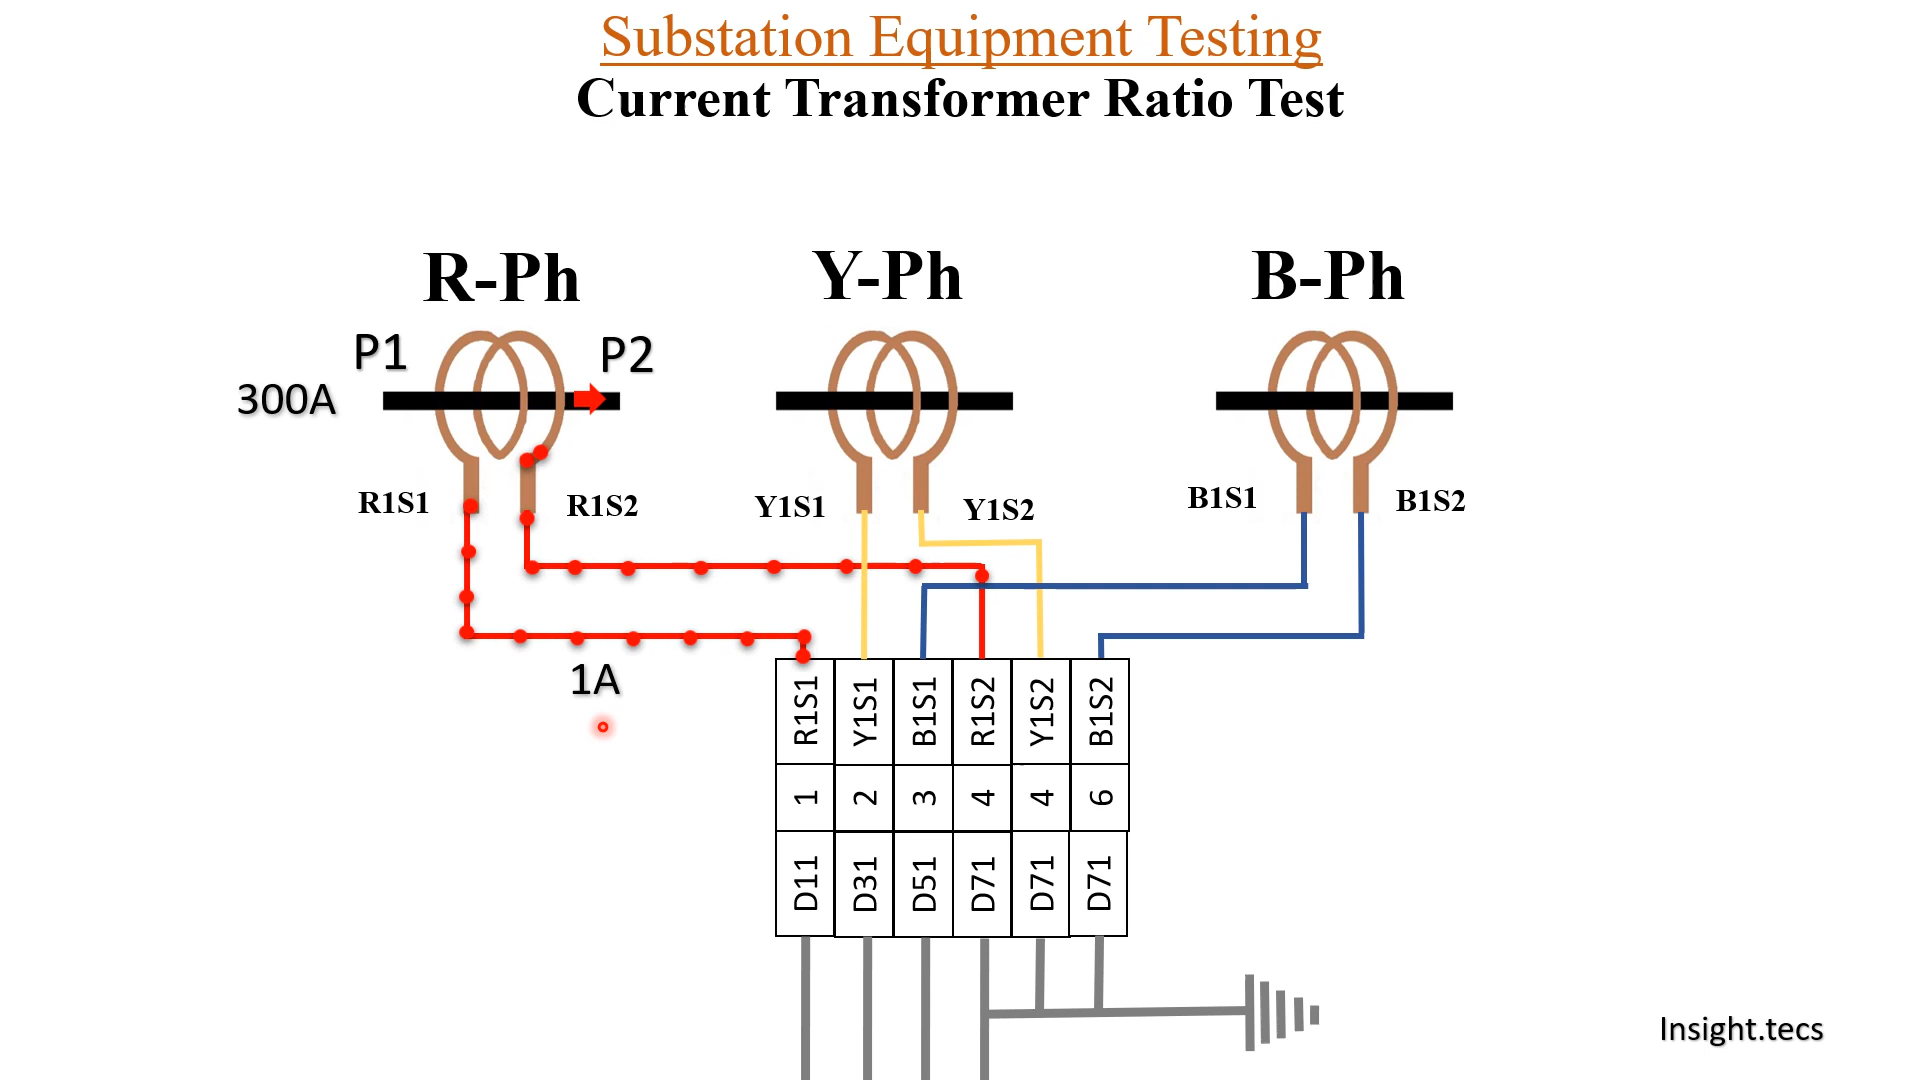 Substation Equipment Testing
Current Transformer Ratio Test
R-Ph
Y-Ph
B-Ph
P1
P2
300A
R1S1
R1S2
Y1S1
Y1S2
B1S1
B1S2
1A
R1S1
Y1S1
B1S1
R1S2
Y1S2
B1S2
1
2
3
4
4
6
D11
D31
D51
D71
D71
D71
Insight.tecs